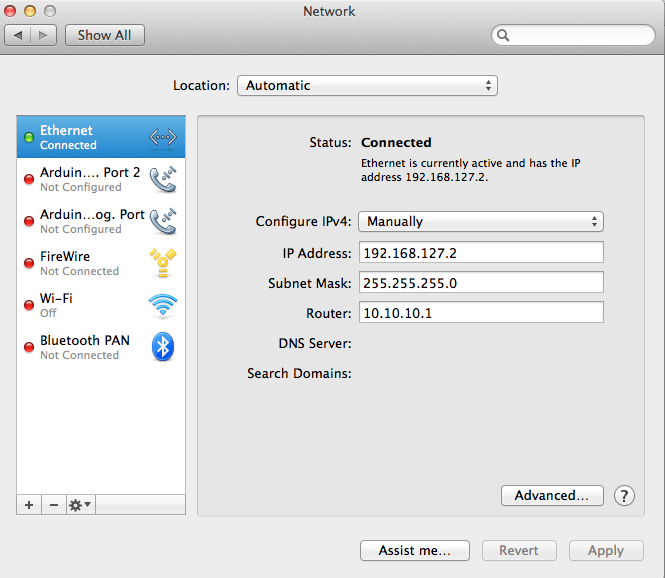 Network
Show All
Location: Automatic
Ethernet
Connected
Arduin.... Port 2
Not Configured
Arduin...og. Port
Not Configured
FireWire
Not Connected
Wi-Fi
Off
Bluetooth PAN
Not Connected
Status: Connected
Ethernet is currently active and has the IP
address 192.168.127.2.
Configure IPv4: Manually
IP Address: 192.168.127.2
Subnet Mask: 255.255.255.0
Router: 10.10.10.1
DNS Server:
Search Domains:
Advanced... ?
Assist me... Revert Apply